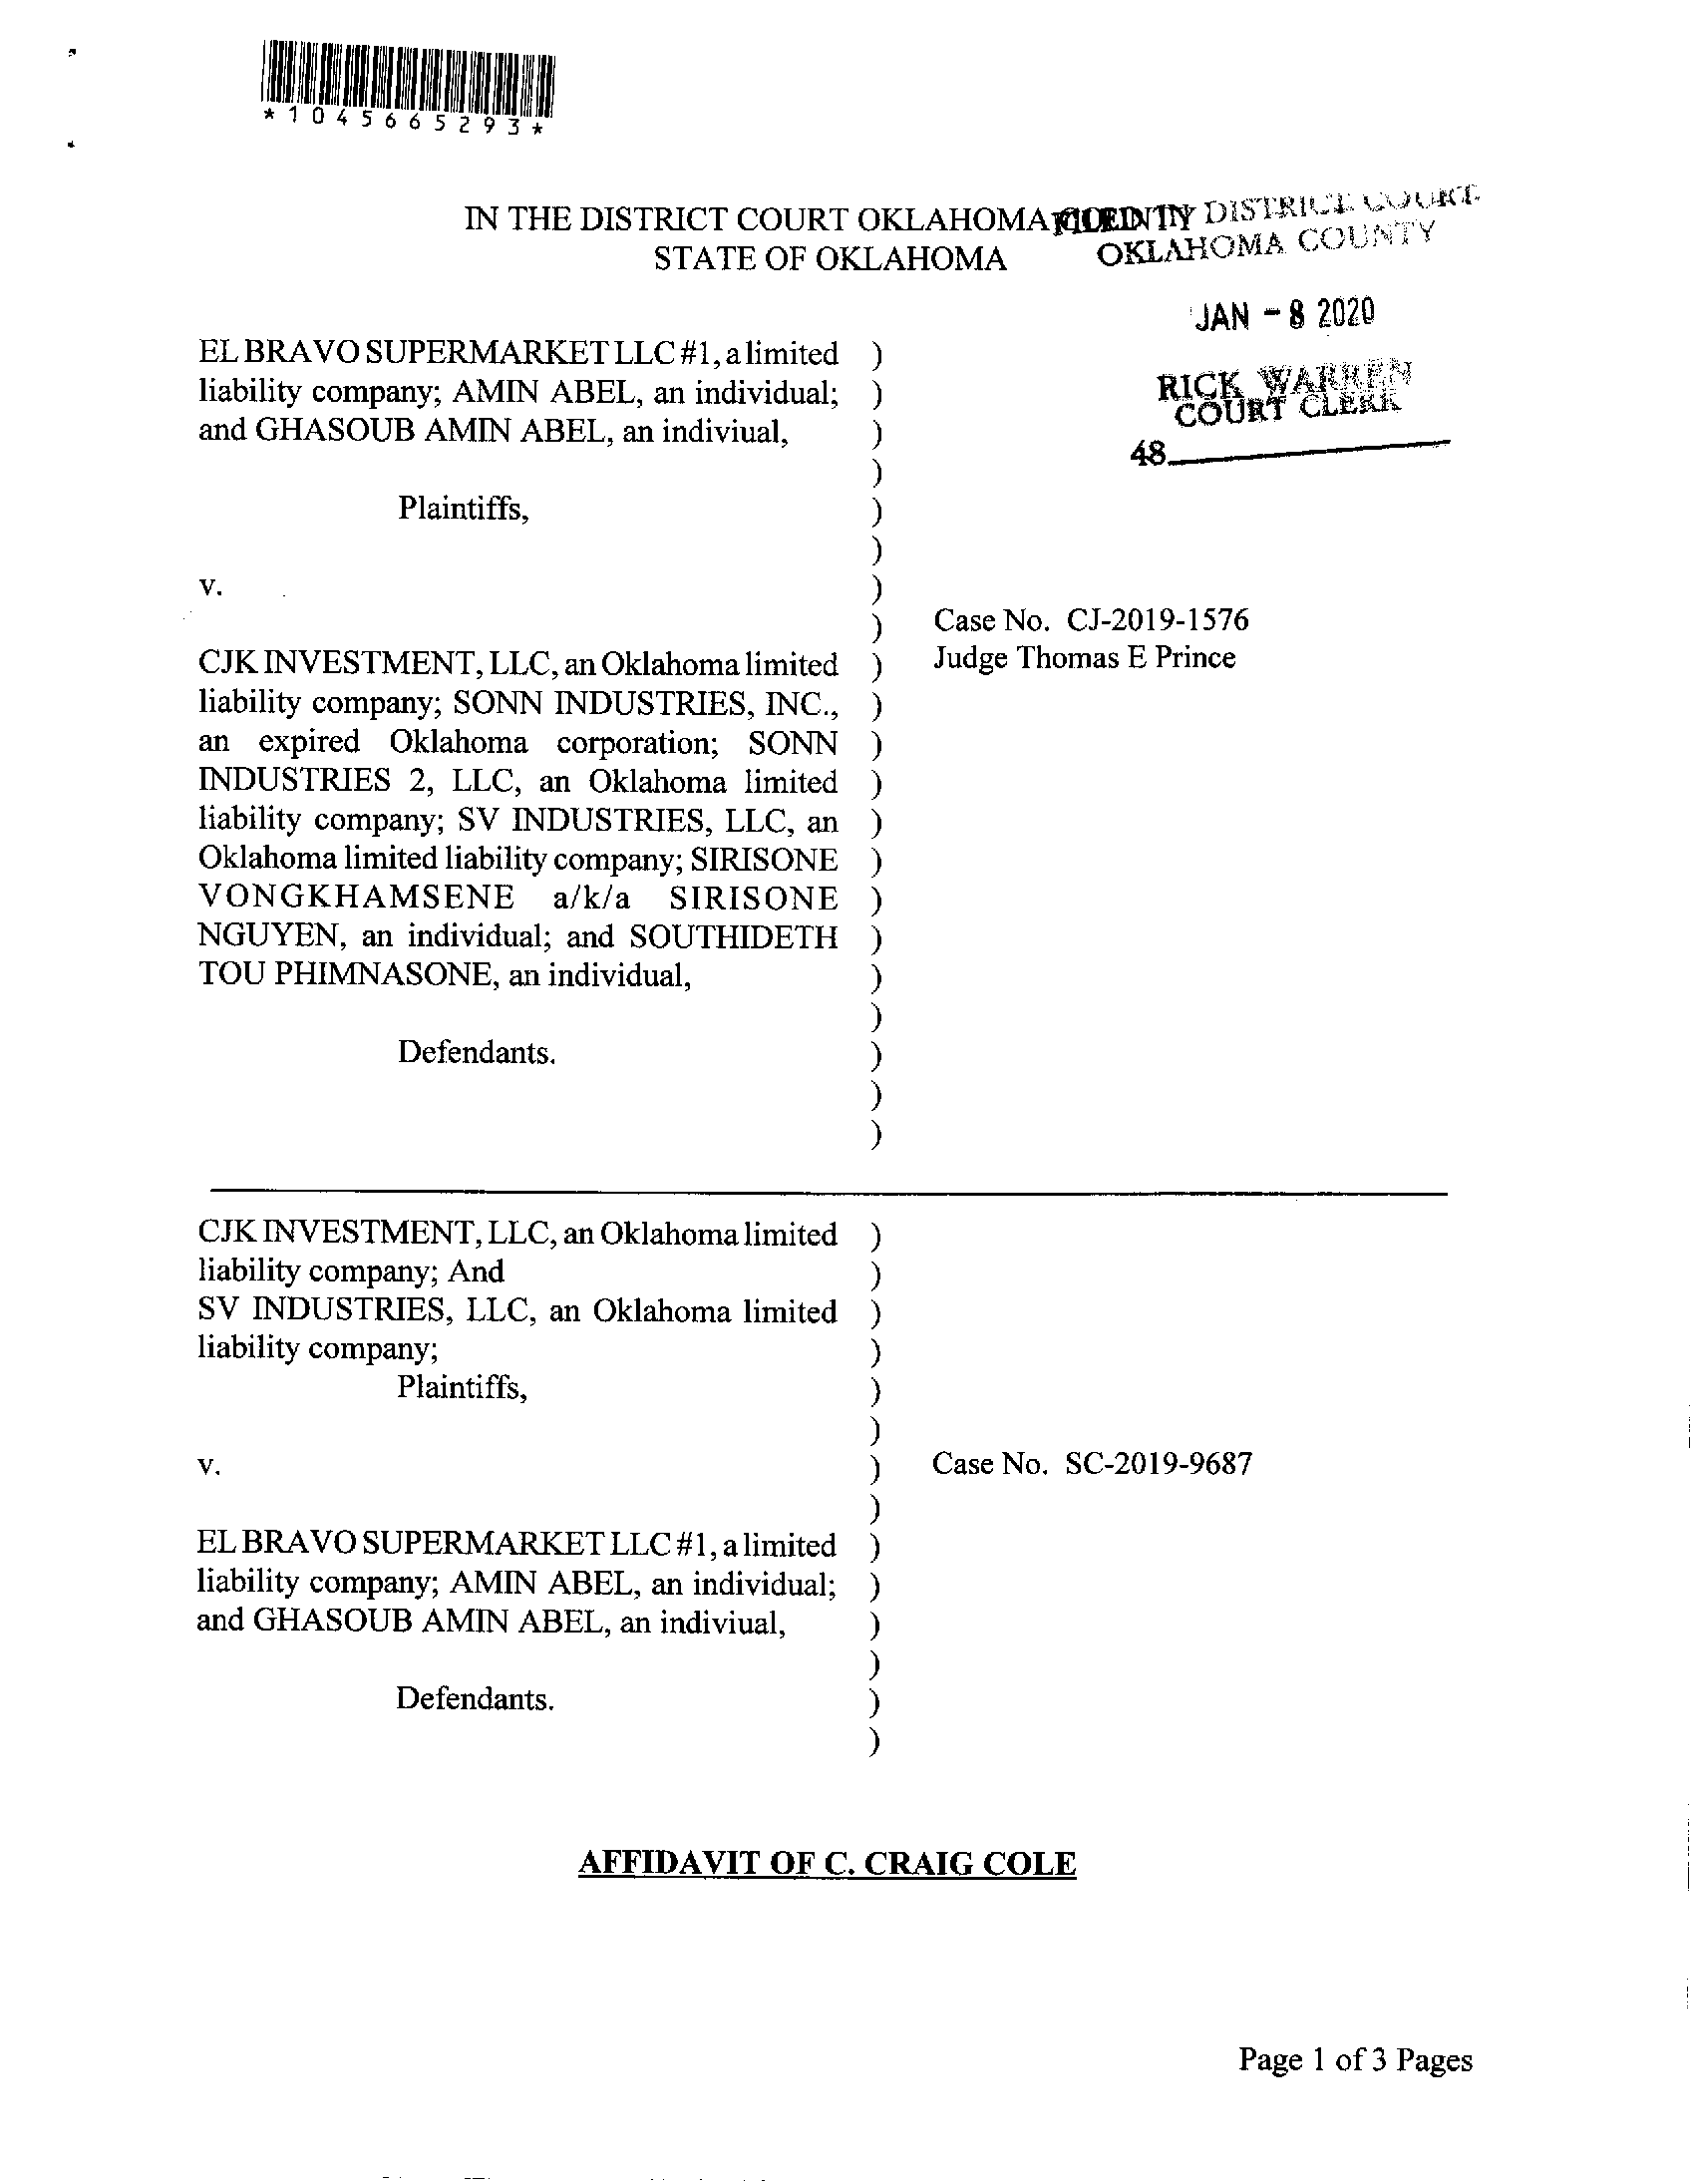 *1045665293*
IN THE DISTRICT COURT OKLAHOMA COUNTY
STATE OF OKLAHOMA
FILED IN DISTRICT COURT
OKLAHOMA COUNTY
JAN - 8 2020
RICK WARREN
COURT CLERK
48
EL BRAVO SUPERMARKET LLC #1, a limited )
liability company; AMIN ABEL, an individual; )
and GHASOUB AMIN ABEL, an indiviual, )
)
Plaintiffs, )
)
v. )
) Case No. CJ-2019-1576
CJK INVESTMENT, LLC, an Oklahoma limited ) Judge Thomas E Prince
liability company; SONN INDUSTRIES, INC., )
an expired Oklahoma corporation; SONN )
INDUSTRIES 2, LLC, an Oklahoma limited )
liability company; SV INDUSTRIES, LLC, an )
Oklahoma limited liability company; SIRISONE )
VONGKHAMSENE a/k/a SIRISONE )
NGUYEN, an individual; and SOUTHIDETH )
TOU PHIMNASONE, an individual, )
)
Defendants. )
)
)
CJK INVESTMENT, LLC, an Oklahoma limited )
liability company; And )
SV INDUSTRIES, LLC, an Oklahoma limited )
liability company; )
Plaintiffs, )
)
v. ) Case No. SC-2019-9687
)
EL BRAVO SUPERMARKET LLC #1, a limited )
liability company; AMIN ABEL, an individual; )
and GHASOUB AMIN ABEL, an indiviual, )
)
Defendants. )
)
AFFIDAVIT OF C. CRAIG COLE
Page 1 of 3 Pages